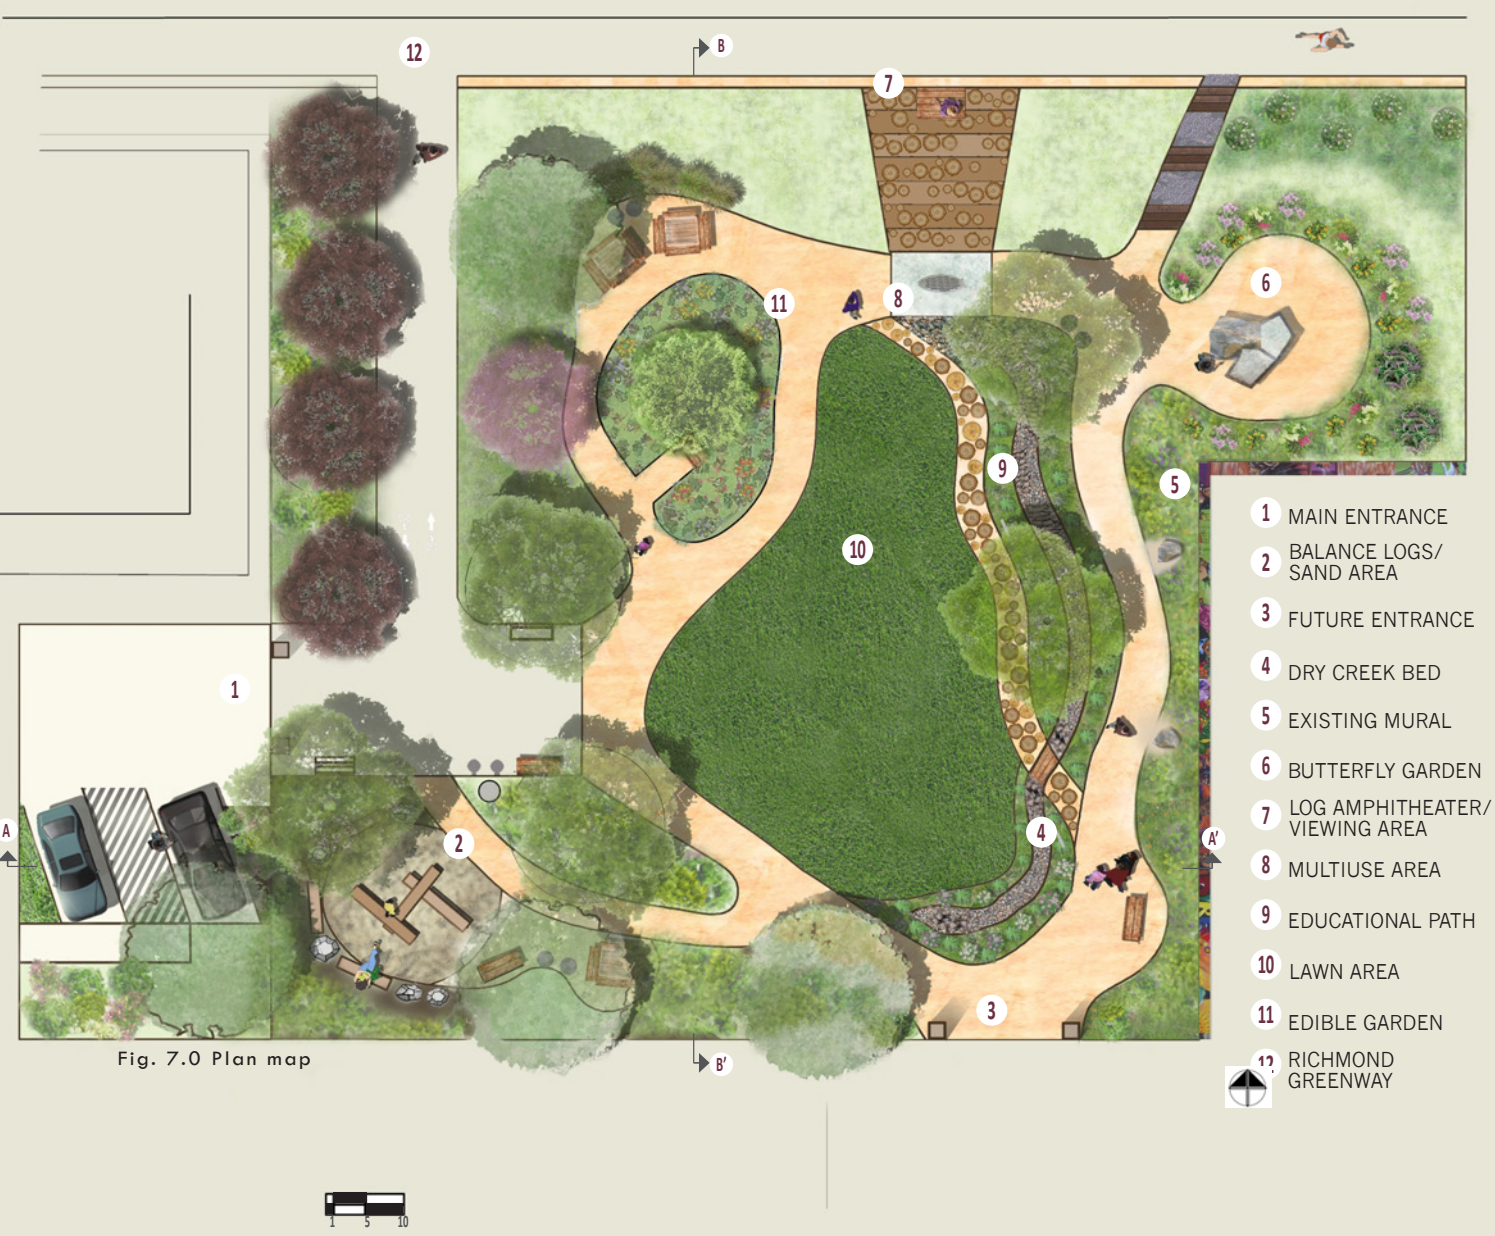 12
B
7
6
8
11
9
5
10
1
A
2
4
A'
3
B'
1 MAIN ENTRANCE
2 BALANCE LOGS/
SAND AREA
3 FUTURE ENTRANCE
4 DRY CREEK BED
5 EXISTING MURAL
6 BUTTERFLY GARDEN
7 LOG AMPHITHEATER/
VIEWING AREA
8 MULTIUSE AREA
9 EDUCATIONAL PATH
10 LAWN AREA
11 EDIBLE GARDEN
12 RICHMOND
GREENWAY
Fig. 7.0 Plan map
1 5 10